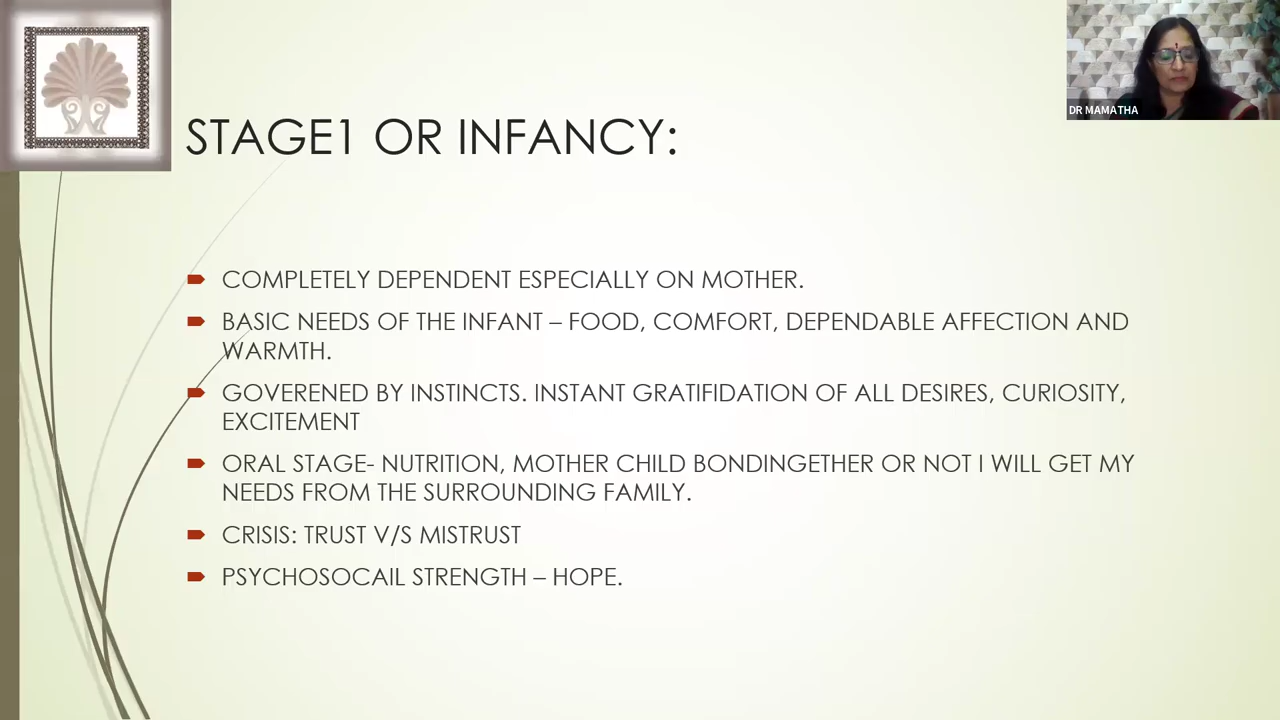 DR MAMATHA
STAGE1 OR INFANCY:
COMPLETELY DEPENDENT ESPECIALLY ON MOTHER.
BASIC NEEDS OF THE INFANT – FOOD, COMFORT, DEPENDABLE AFFECTION AND
WARMTH.
GOVERENED BY INSTINCTS. INSTANT GRATIFIDATION OF ALL DESIRES, CURIOSITY,
EXCITEMENT
ORAL STAGE- NUTRITION, MOTHER CHILD BONDINGETHER OR NOT I WILL GET MY
NEEDS FROM THE SURROUNDING FAMILY.
CRISIS: TRUST V/S MISTRUST
PSYCHOSOCAIL STRENGTH – HOPE.